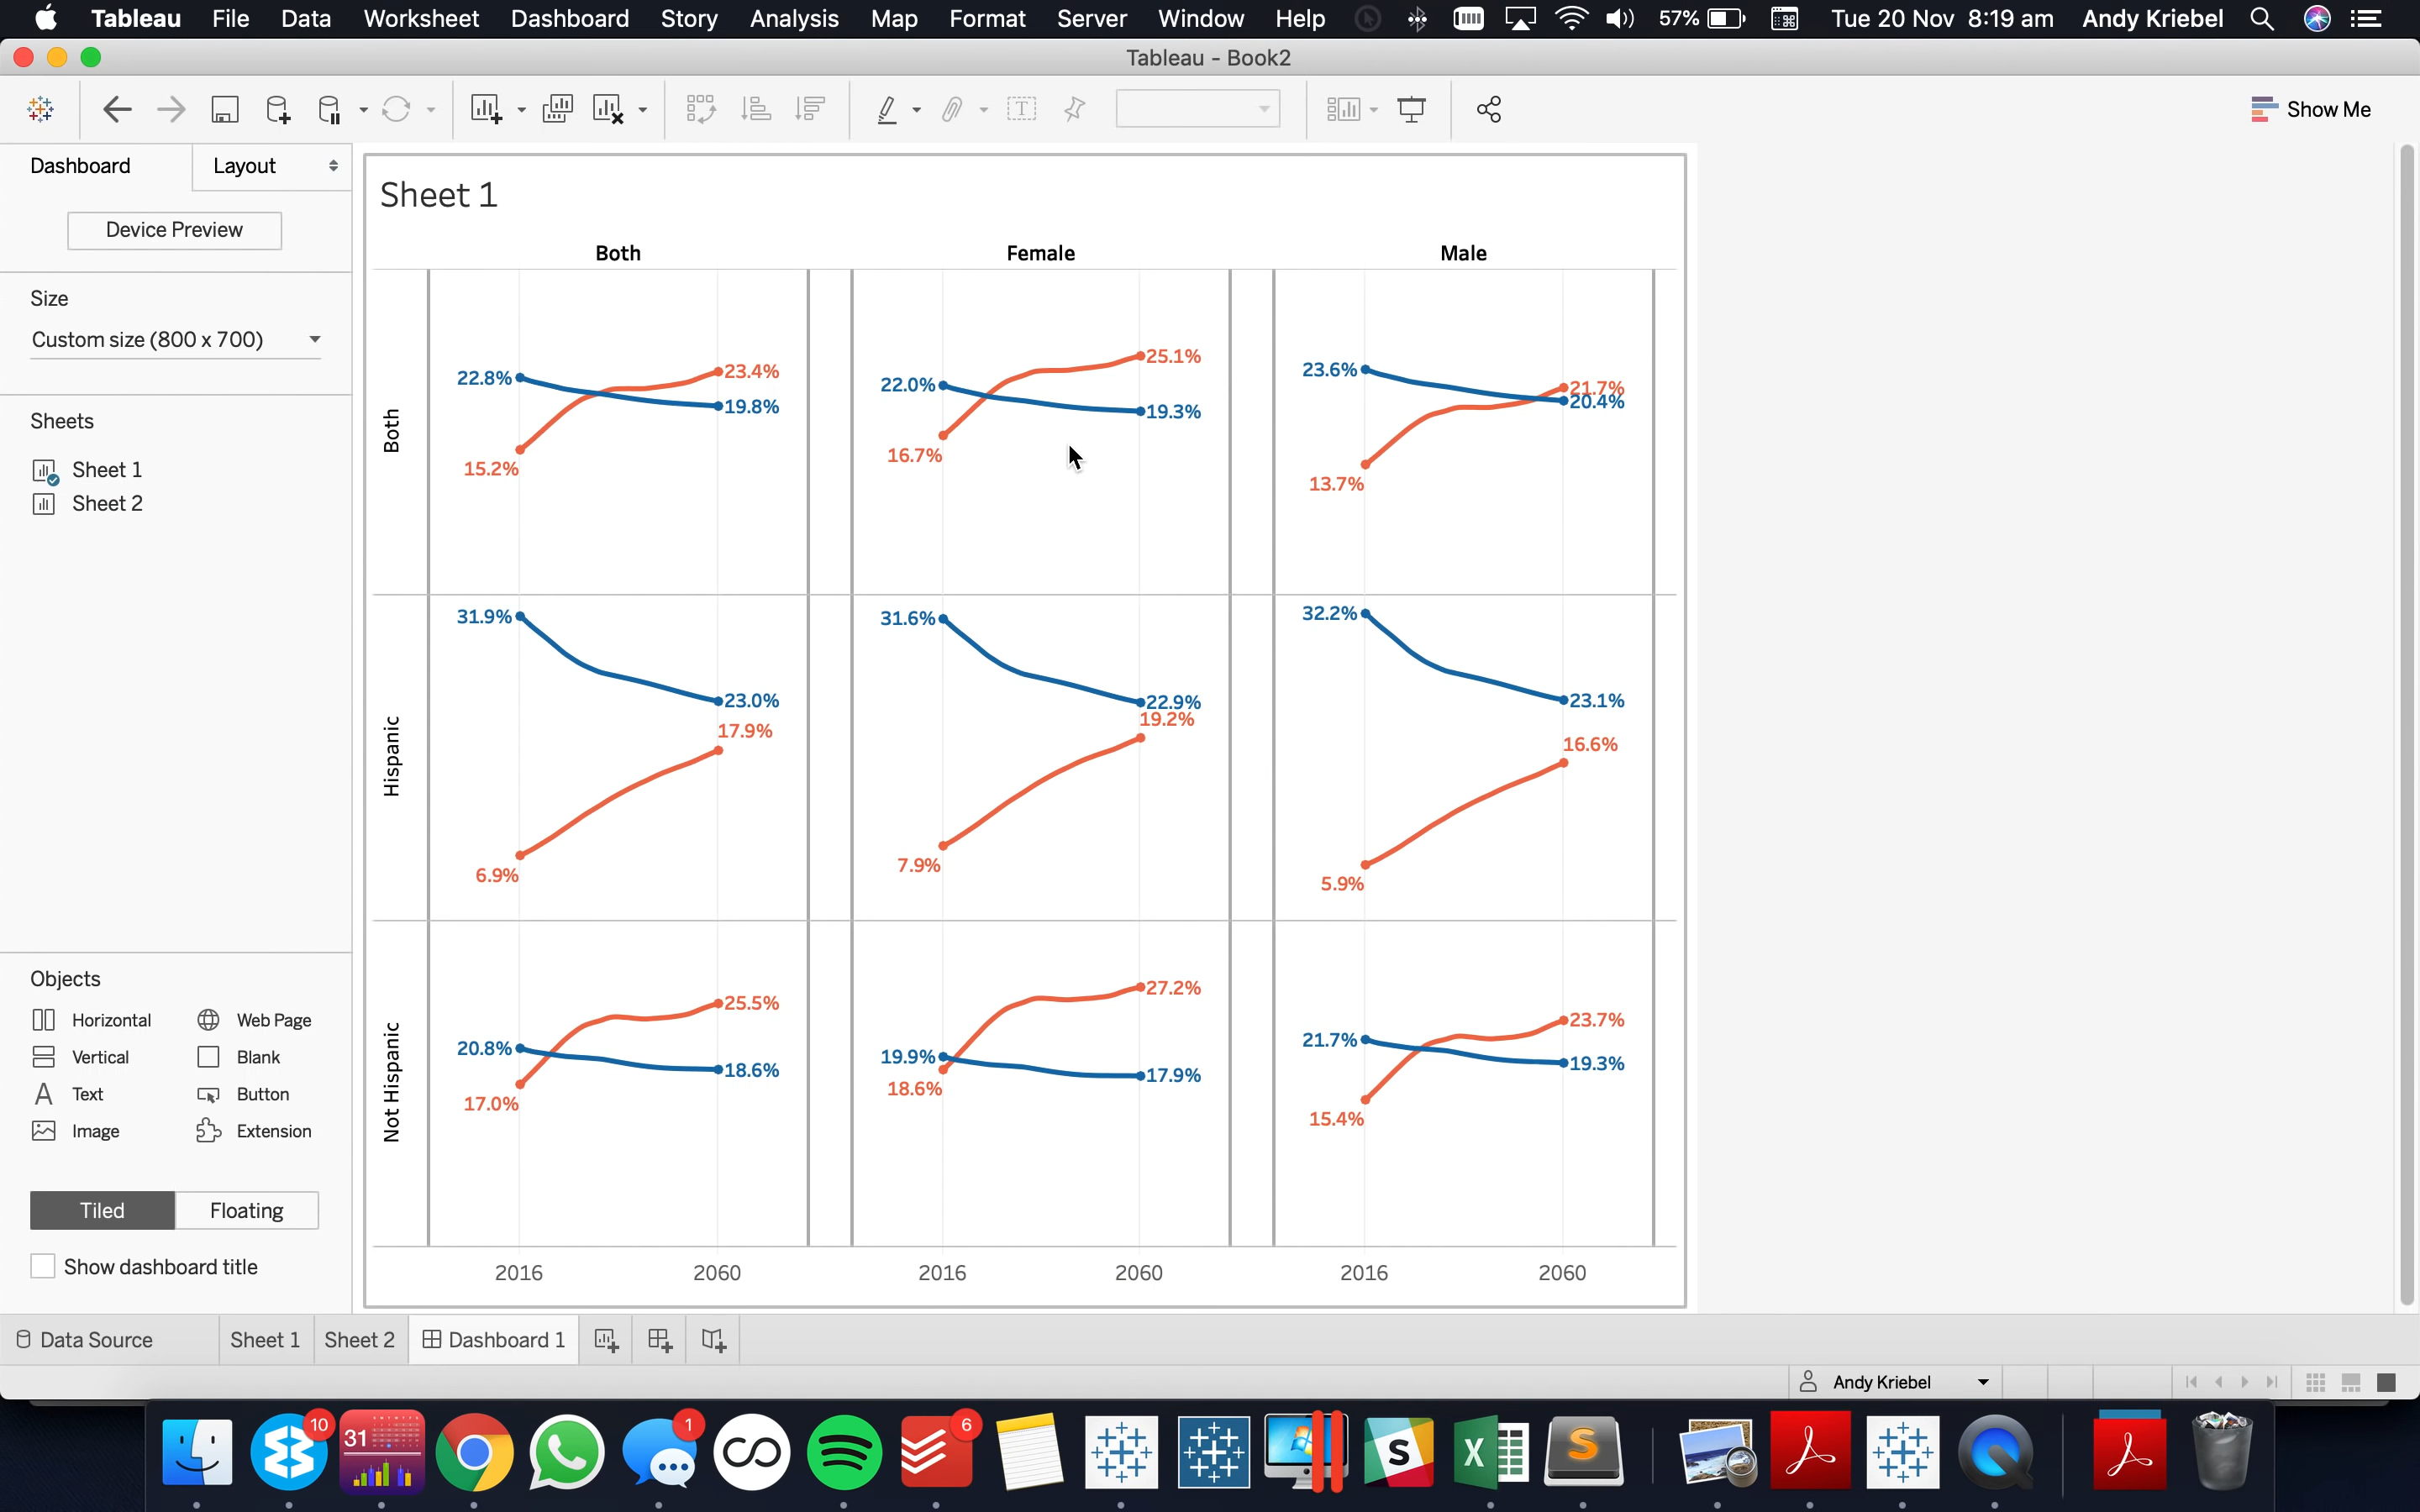 Tableau File Data Worksheet Dashboard Story Analysis Map Format Server Window Help 57% Tue 20 Nov 8:19 am Andy Kriebel
Tableau - Book2
Show Me
Dashboard Layout
Device Preview
Size
Custom size (800 x 700)
Sheets
Sheet 1
Sheet 2
Objects
Horizontal Web Page
Vertical Blank
Text Button
Image Extension
Tiled Floating
Show dashboard title
Sheet 1
Both Female Male
Both
22.8% 23.4% 19.8% 15.2%
22.0% 25.1% 19.3% 16.7%
23.6% 21.7% 20.4% 13.7%
Hispanic
31.9% 23.0% 17.9% 6.9%
31.6% 22.9% 19.2% 7.9%
32.2% 23.1% 16.6% 5.9%
Not Hispanic
20.8% 25.5% 18.6% 17.0%
19.9% 27.2% 17.9% 18.6%
21.7% 23.7% 19.3% 15.4%
2016 2060 2016 2060 2016 2060
Data Source Sheet 1 Sheet 2 Dashboard 1
Andy Kriebel
10 31 1 6 S X S